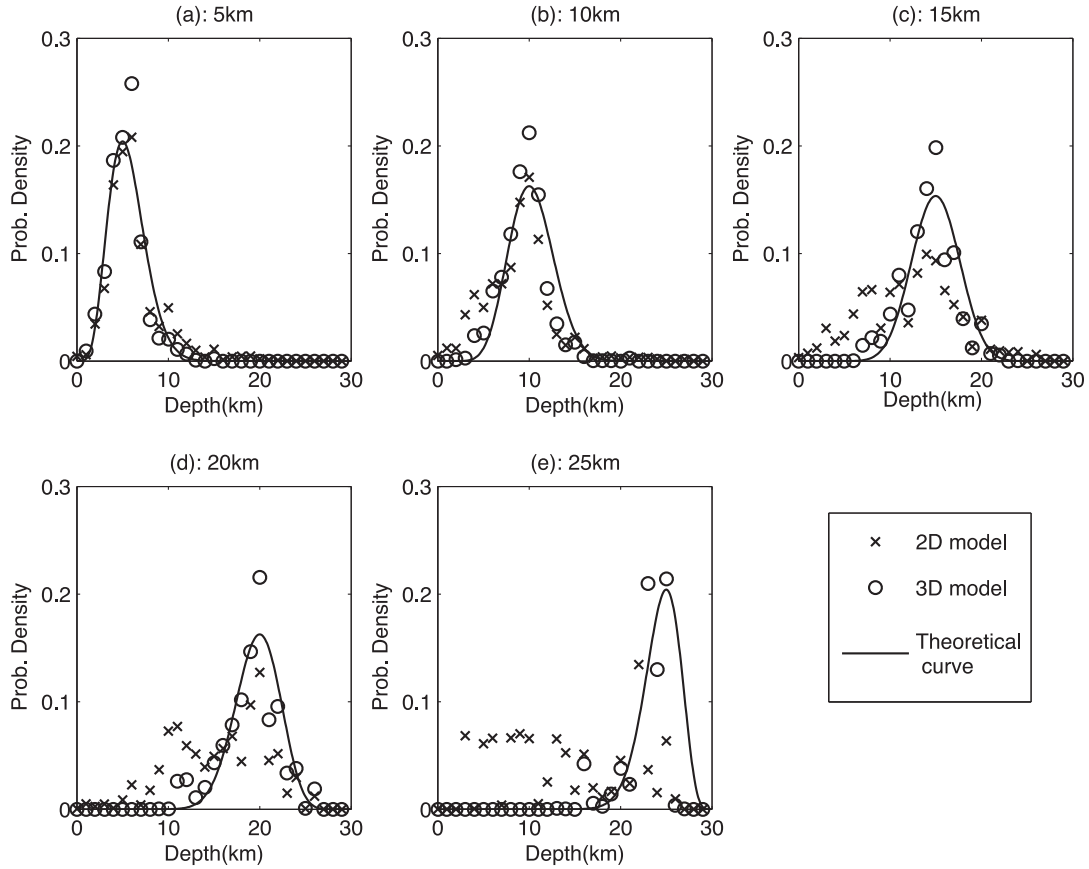 (a): 5km
(b): 10km
(c): 15km
0.3
0.2
0.1
0
Prob. Density
0
10
20
30
Depth(km)
0.3
0.2
0.1
0
Prob. Density
0
10
20
30
Depth(km)
0.3
0.2
0.1
0
Prob. Density
0
10
20
30
Depth(km)
(d): 20km
(e): 25km
0.3
0.2
0.1
0
Prob. Density
0
10
20
30
Depth(km)
0.3
0.2
0.1
0
Prob. Density
0
10
20
30
Depth(km)
2D model
3D model
Theoretical
curve